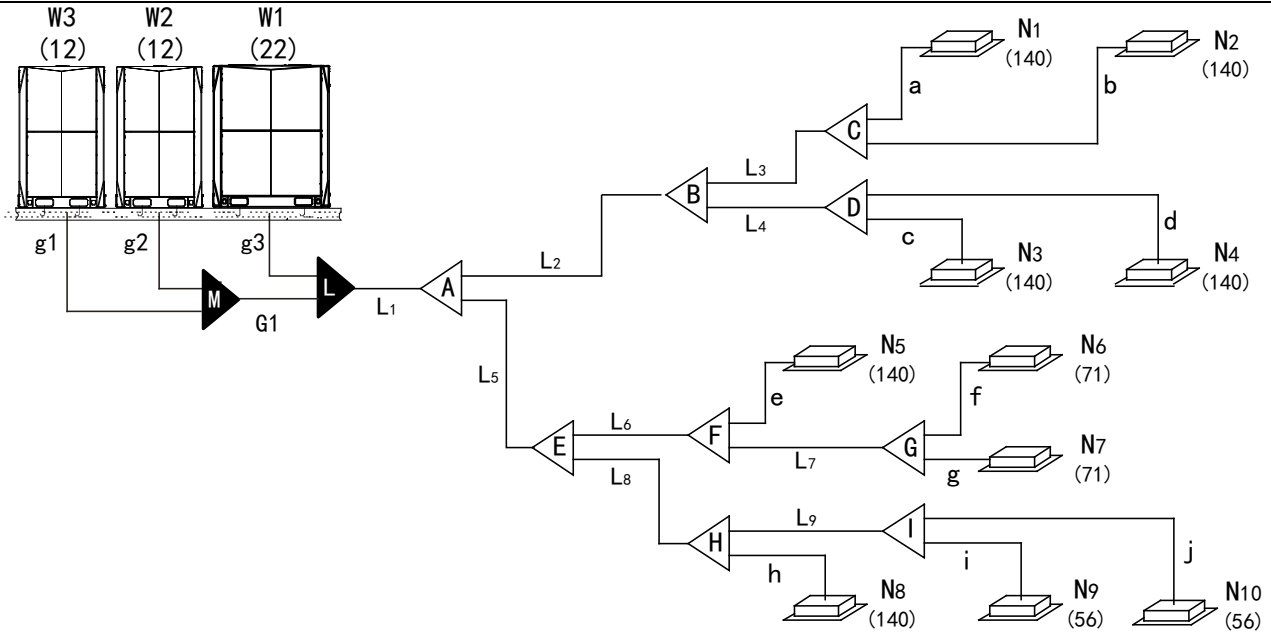 W3 W2 W1
(12) (12) (22)
N1
(140)
N2
(140)
a
b
C
L3
B
L4
D
d
c
N3
(140)
N4
(140)
g1 g2 g3
L2
M
L
A
L1
G1
N5
(140)
N6
(71)
L5
e
f
L6
F
N7
(71)
E
L7
G
g
L8
L9
I
H
h
i
j
N8
(140)
N9
(56)
N10
(56)